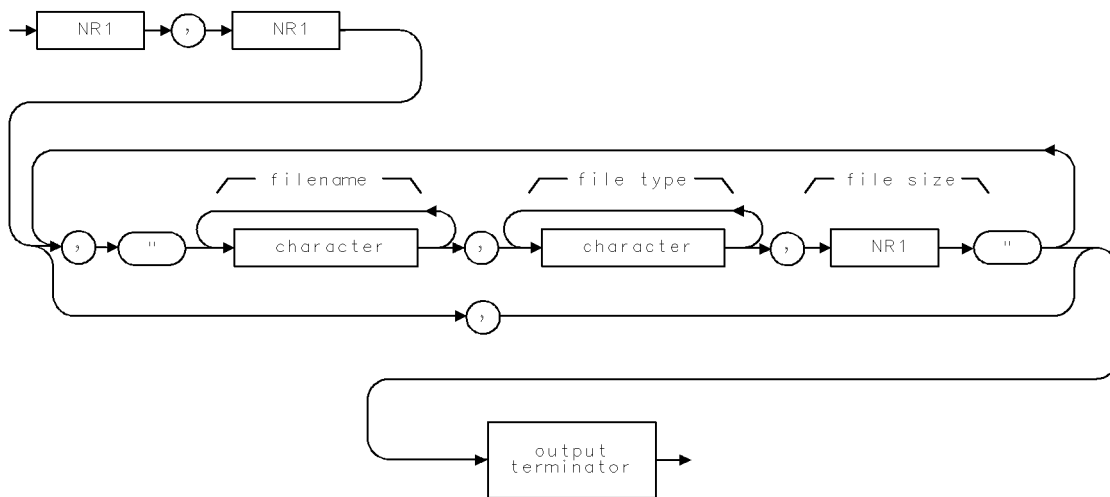 NR1 , NR1
filename file type file size
, " character , character , NR1 "
,
output
terminator